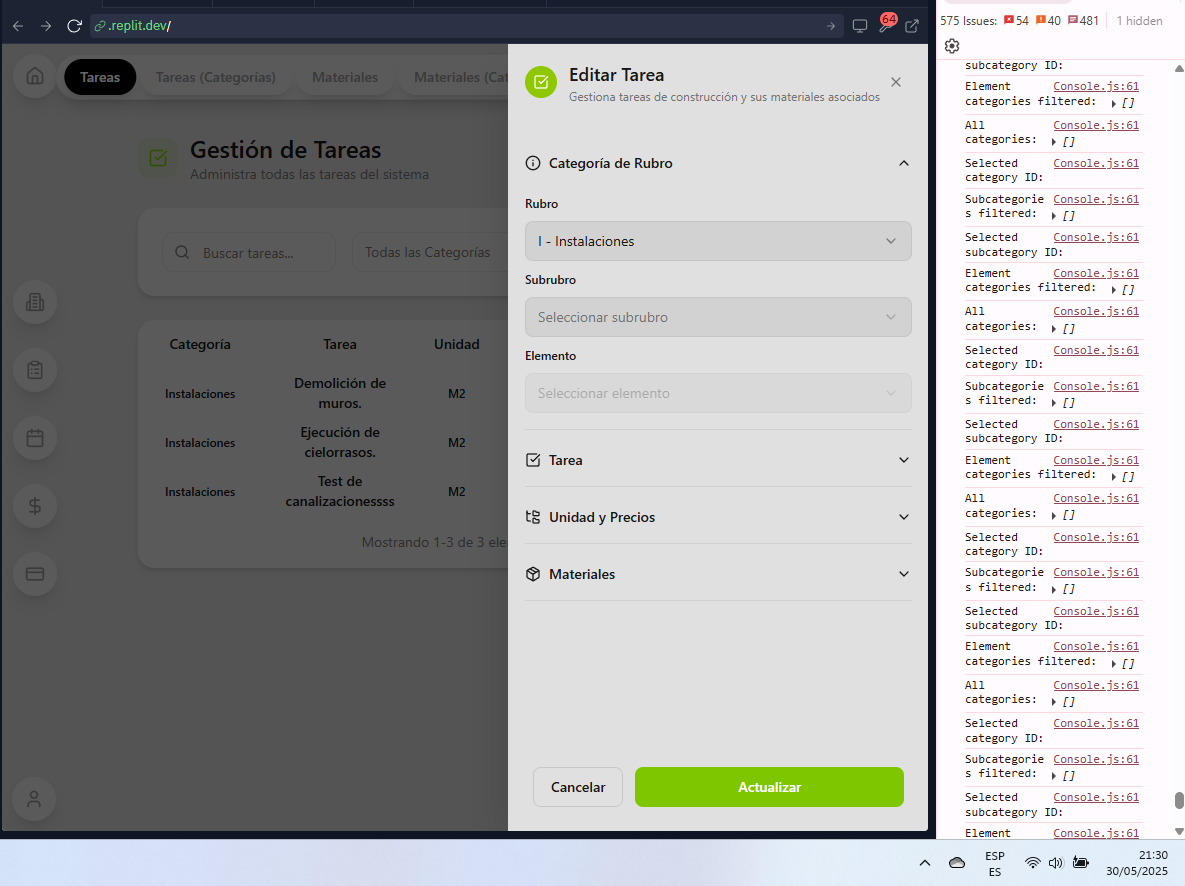 .replit.dev/
64
Tareas
Tareas (Categorías)
Materiales
Materiales (Cat
Gestión de Tareas
Administra todas las tareas del sistema
Buscar tareas...
Todas las Categorías
Categoría
Tarea
Unidad
Instalaciones
Demolición de
muros.
M2
Instalaciones
Ejecución de
cielorrasos.
M2
Instalaciones
Test de
canalizacionessss
M2
Mostrando 1-3 de 3 ele
Editar Tarea
Gestiona tareas de construcción y sus materiales asociados
Categoría de Rubro
Rubro
I - Instalaciones
Subrubro
Seleccionar subrubro
Elemento
Seleccionar elemento
Tarea
Unidad y Precios
Materiales
Cancelar
Actualizar
575 Issues: 54 40 481
1 hidden
subcategory ID:
Element Console.js:61
categories filtered: []
All Console.js:61
categories: []
Selected Console.js:61
category ID:
Subcategorie Console.js:61
s filtered: []
Selected Console.js:61
subcategory ID:
Element Console.js:61
categories filtered: []
All Console.js:61
categories: []
Selected Console.js:61
category ID:
Subcategorie Console.js:61
s filtered: []
Selected Console.js:61
subcategory ID:
Element Console.js:61
categories filtered: []
All Console.js:61
categories: []
Selected Console.js:61
category ID:
Subcategorie Console.js:61
s filtered: []
Selected Console.js:61
subcategory ID:
Element Console.js:61
categories filtered: []
All Console.js:61
categories: []
Selected Console.js:61
category ID:
Subcategorie Console.js:61
s filtered: []
Selected Console.js:61
subcategory ID:
Element Console.js:61
ESP
ES
21:30
30/05/2025